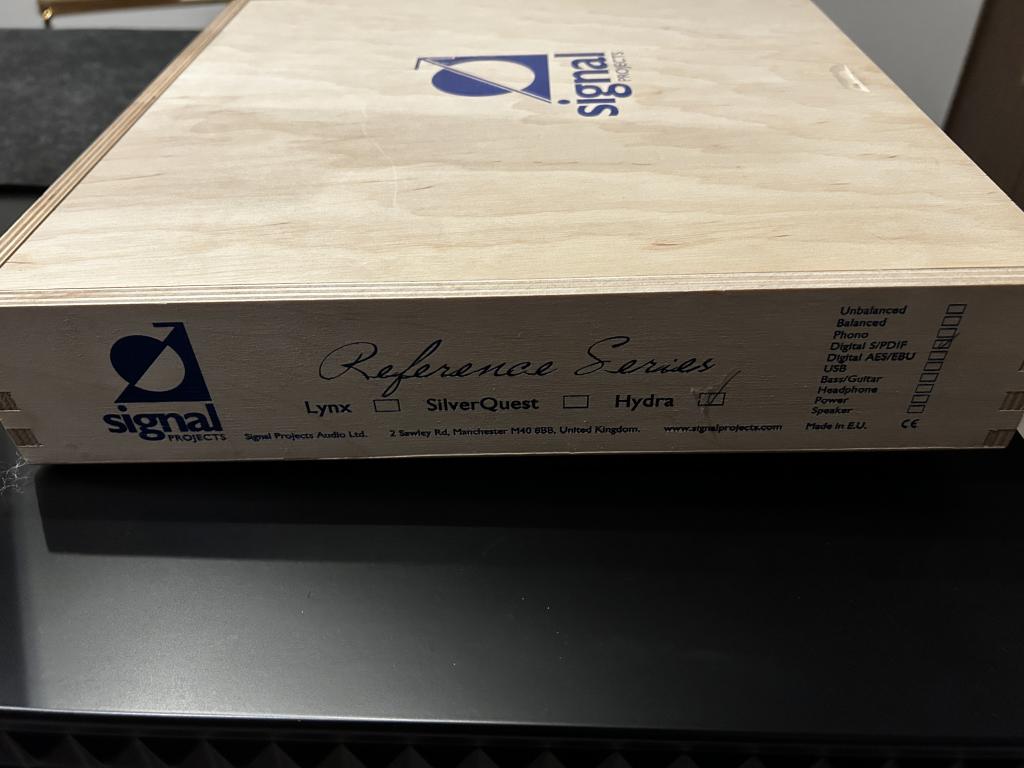 signal
PROJECTS
signal
PROJECTS
Reference Series
Lynx SilverQuest Hydra
Signal Projects Audio Ltd. 2 Sawley Rd, Manchester M40 8BB, United Kingdom. www.signalprojects.com
Unbalanced
Balanced
Phono
Digital S/PDIF
Digital AES/EBU
USB
Bass/Guitar
Headphone
Power
Speaker
Made in E.U. CE